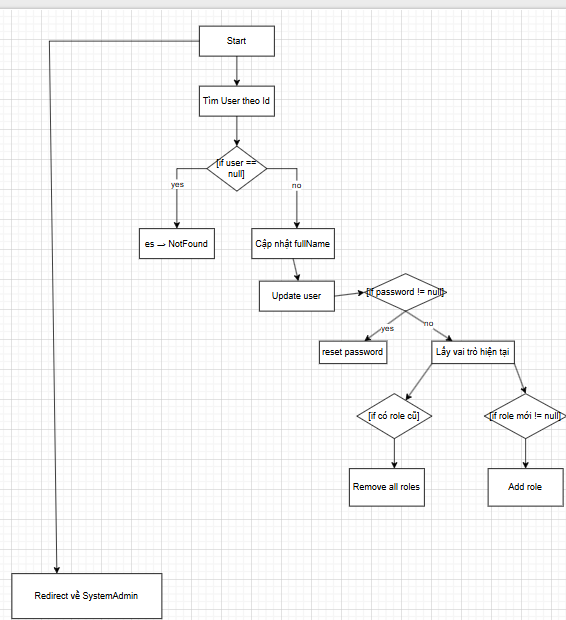 Start
Tìm User theo Id
[if user ==
null]
yes
no
es → NotFound
Cập nhật fullName
Update user
[if password != null]
yes
no
reset password
Lấy vai trò hiện tại
[if có role cũ]
[if role mới != null]
Remove all roles
Add role
Redirect về SystemAdmin